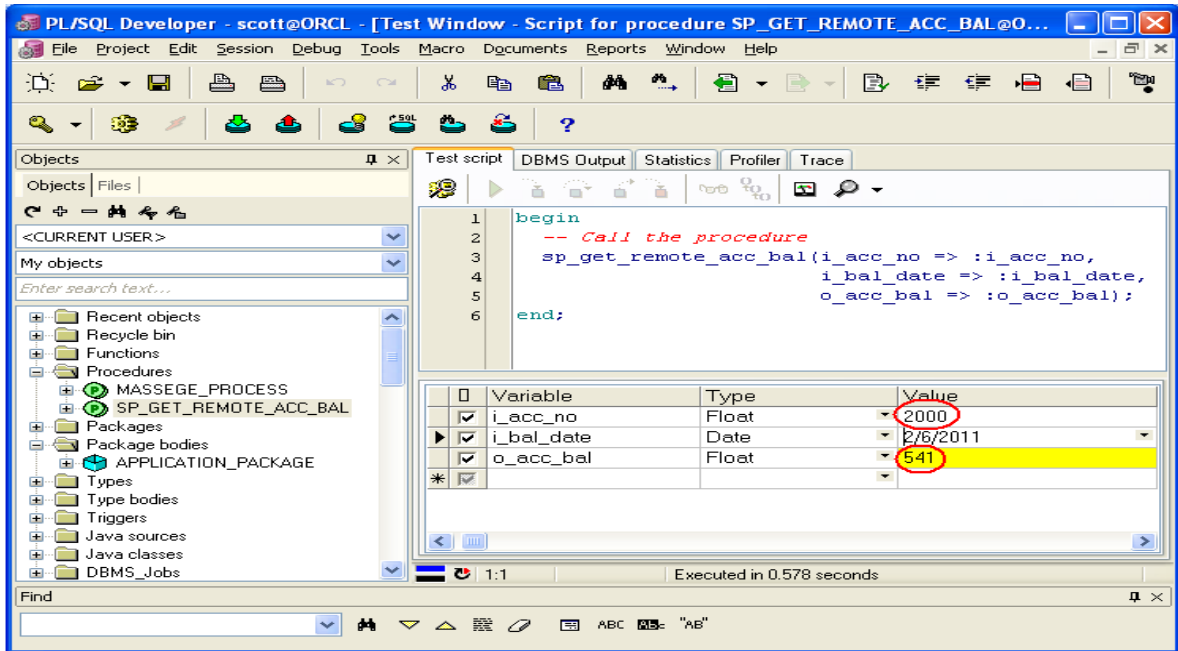 PL/SQL Developer - scott@ORCL - [Test Window - Script for procedure SP_GET_REMOTE_ACC_BAL@O...
File Project Edit Session Debug Tools Macro Documents Reports Window Help
SQL
?
Objects
Objects Files
<CURRENT USER>
My objects
Enter search text...
Recent objects
Recycle bin
Functions
Procedures
MASSEGE_PROCESS
SP_GET_REMOTE_ACC_BAL
Packages
Package bodies
APPLICATION_PACKAGE
Types
Type bodies
Triggers
Java sources
Java classes
DBMS_Jobs
Test script DBMS Output Statistics Profiler Trace
1 begin
2 -- Call the procedure
3 sp_get_remote_acc_bal(i_acc_no => :i_acc_no,
4 i_bal_date => :i_bal_date,
5 o_acc_bal => :o_acc_bal);
6 end;
Variable Type Value
i_acc_no Float 2000
i_bal_date Date 2/6/2011
o_acc_bal Float 541
*
1:1 Executed in 0.578 seconds
Find
ABC "AB"